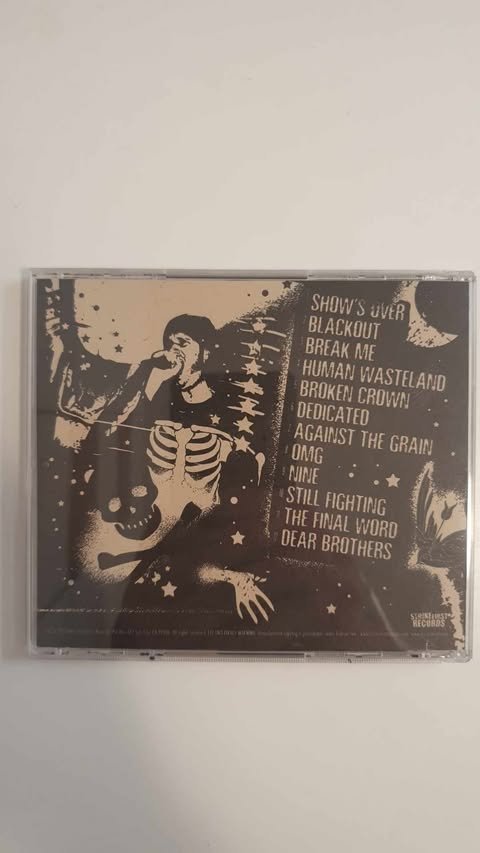 SHOW'S OVER
BLACKOUT
BREAK ME
HUMAN WASTELAND
BROKEN CROWN
DEDICATED
AGAINST THE GRAIN
OMG
NINE
STILL FIGHTING
THE FINAL WORD
DEAR BROTHERS
STRIKEFIRST
RECORDS